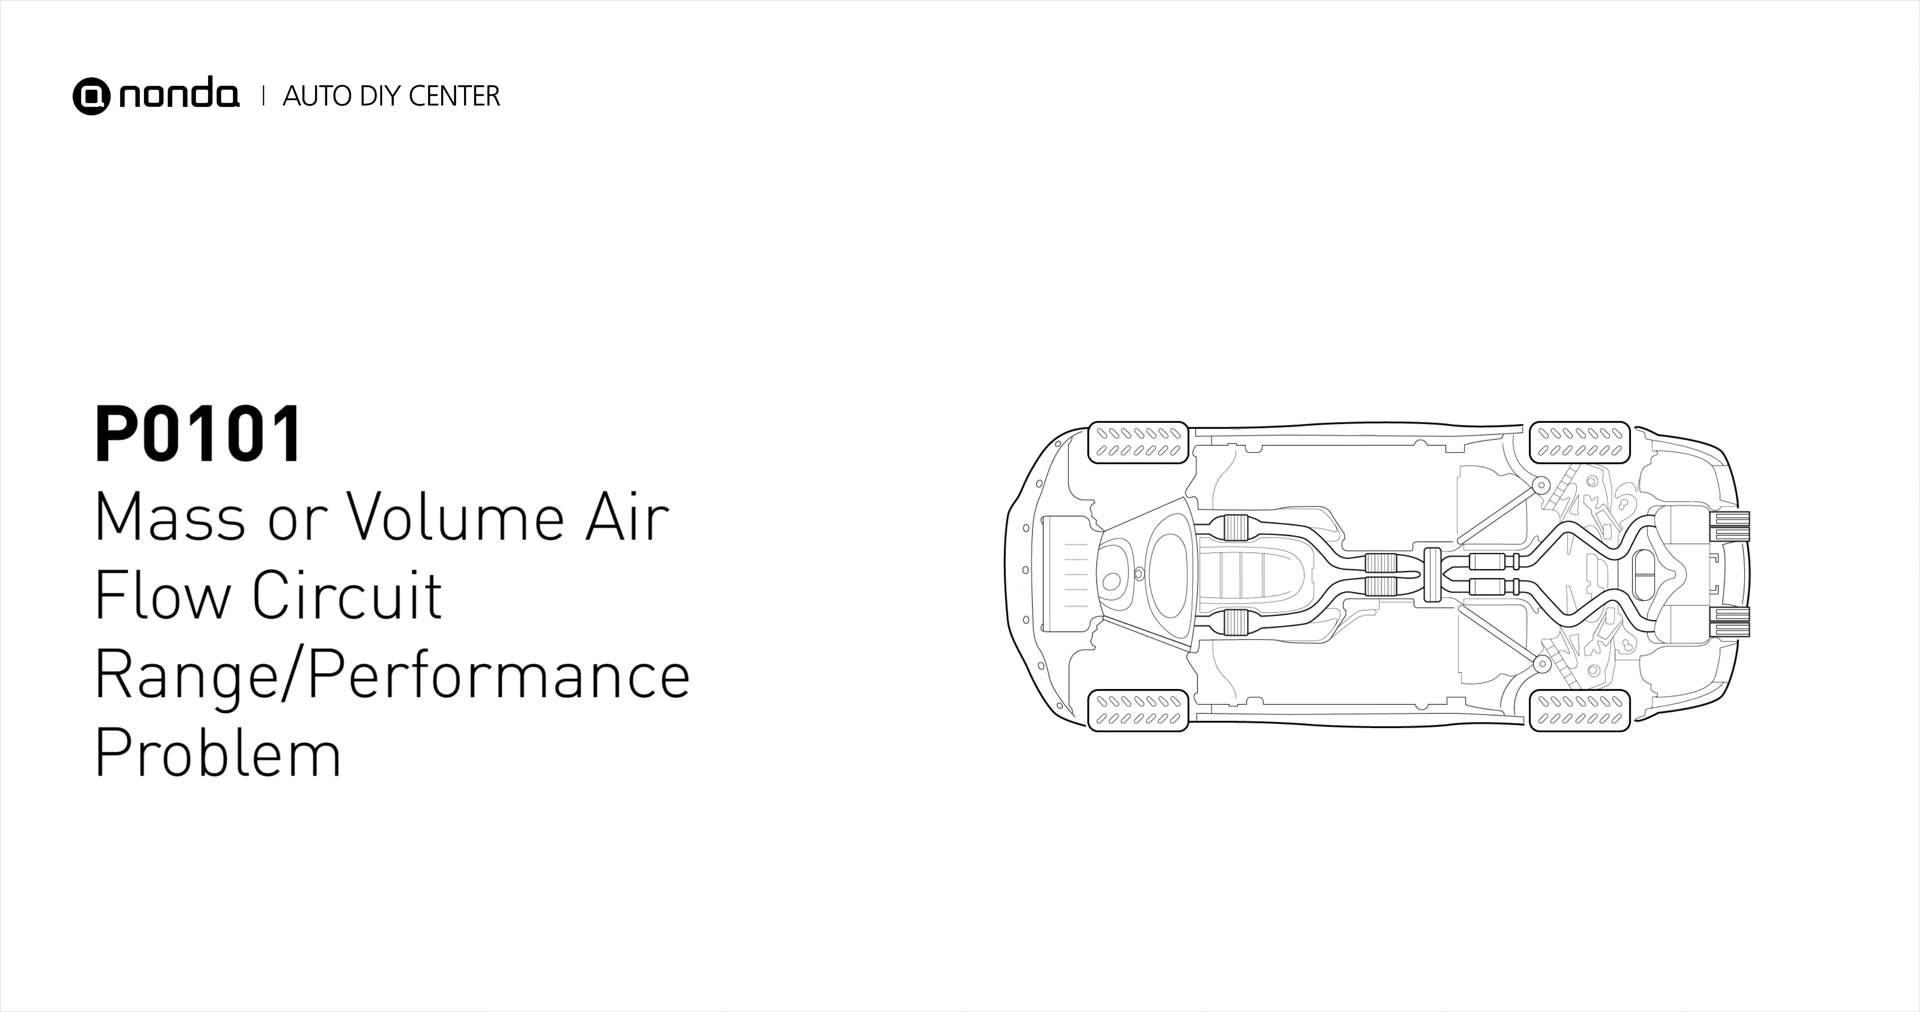 nonda | AUTO DIY CENTER
P0101
Mass or Volume Air
Flow Circuit
Range/Performance
Problem